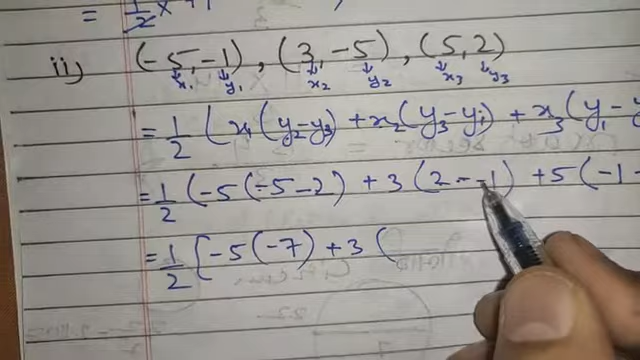 = 1/2 x
ii) (-5, -1), (3, -5), (5, 2)
x₁ y₁ x₂ y₂ x₃ y₃
= 1/2 (x₁(y₂-y₃) + x₂(y₃-y₁) + x₃(y₁-y
= 1/2 (-5(-5-2) + 3(2--1) + 5(-1-
= 1/2 [-5(-7) + 3(